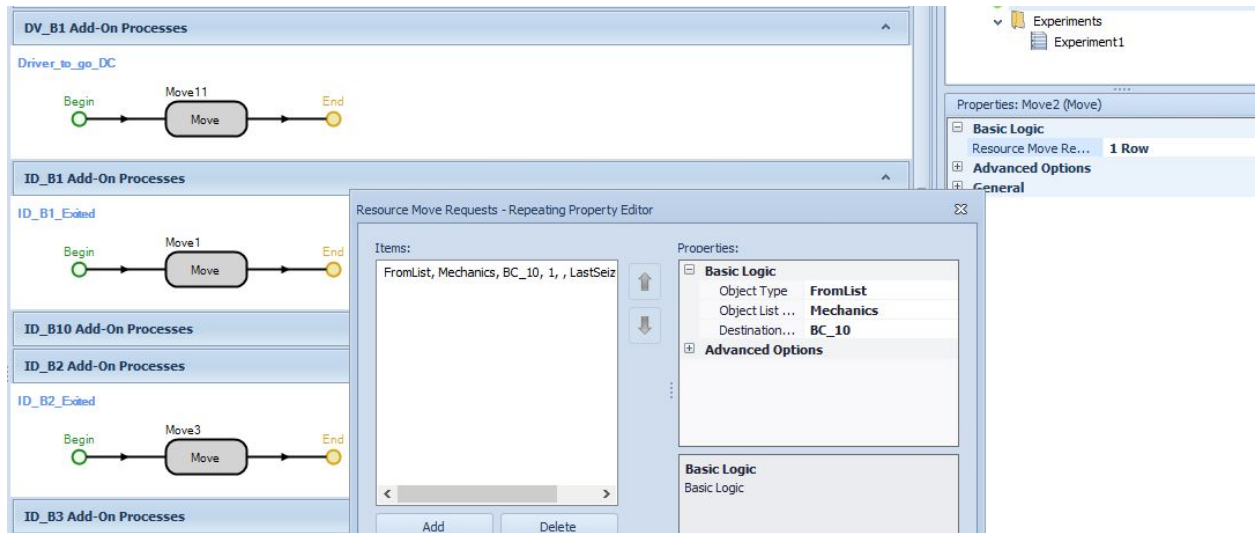 DV_B1 Add-On Processes
Driver_to_go_DC
Begin
Move11
Move
End
ID_B1 Add-On Processes
ID_B1_Exited
Begin
Move1
Move
End
ID_B10 Add-On Processes
ID_B2 Add-On Processes
ID_B2_Exited
Begin
Move3
Move
End
ID_B3 Add-On Processes
Experiments
Experiment1
Properties: Move2 (Move)
Basic Logic
Resource Move Re... 1 Row
Advanced Options
General
Resource Move Requests - Repeating Property Editor
Items:
FromList, Mechanics, BC_10, 1, , LastSeiz
Add Delete
Properties:
Basic Logic
Object Type FromList
Object List ... Mechanics
Destination... BC_10
Advanced Options
Basic Logic
Basic Logic